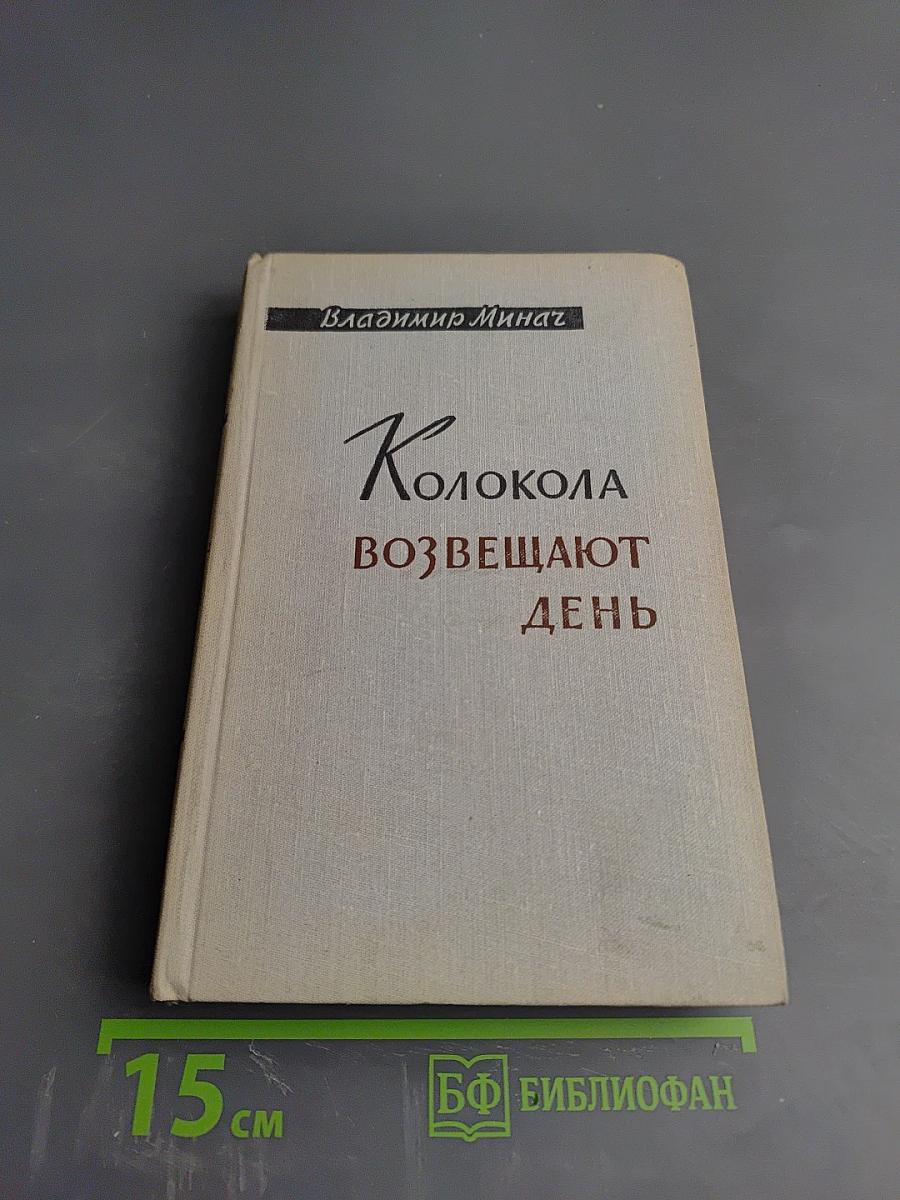 Владимир Минач
Колокола
ВОЗВЕЩАЮТ
ДЕНЬ
15 см
БФ БИБЛИОФАН